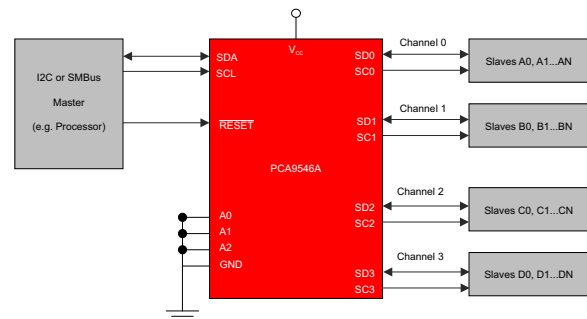 I2C or SMBus
Master
(e.g. Processor)
VCC
SDA
SCL
RESET
PCA9546A
A0
A1
A2
GND
SD0
SC0
SD1
SC1
SD2
SC2
SD3
SC3
Channel 0
Channel 1
Channel 2
Channel 3
Slaves A0, A1...AN
Slaves B0, B1...BN
Slaves C0, C1...CN
Slaves D0, D1...DN